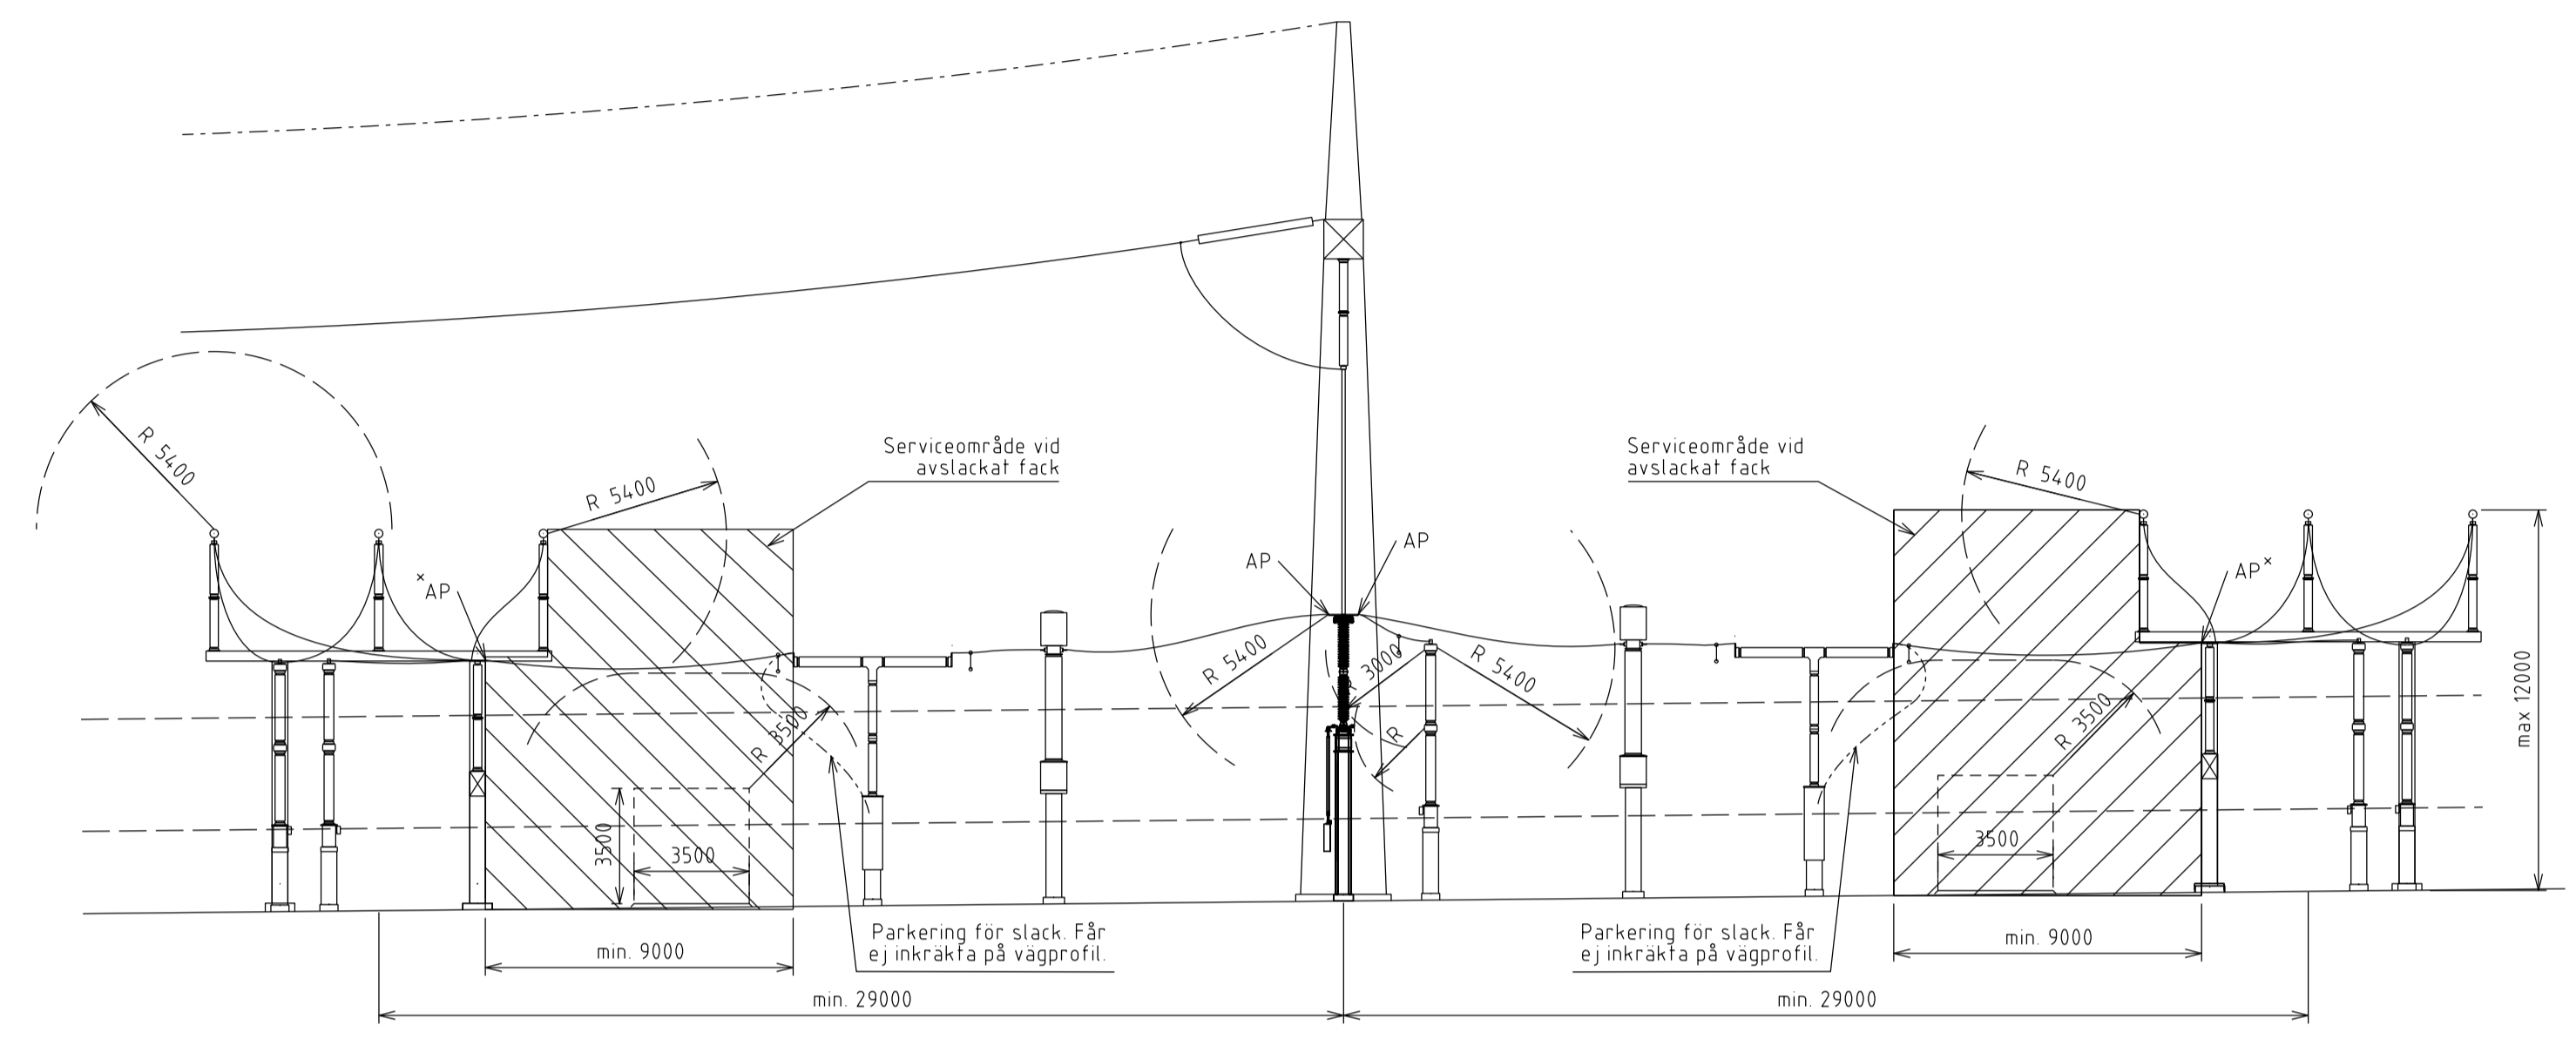 R 5400
R 5400
Serviceområde vid
avslackat fack
Serviceområde vid
avslackat fack
R 5400
×AP
AP
AP
AP×
R 5400
R 3000
R 5400
R
R 3500
R 3500
max 12000
3500
3500
3500
Parkering för slack. Får
ej inkräkta på vägprofil.
Parkering för slack. Får
ej inkräkta på vägprofil.
min. 9000
min. 9000
min. 29000
min. 29000